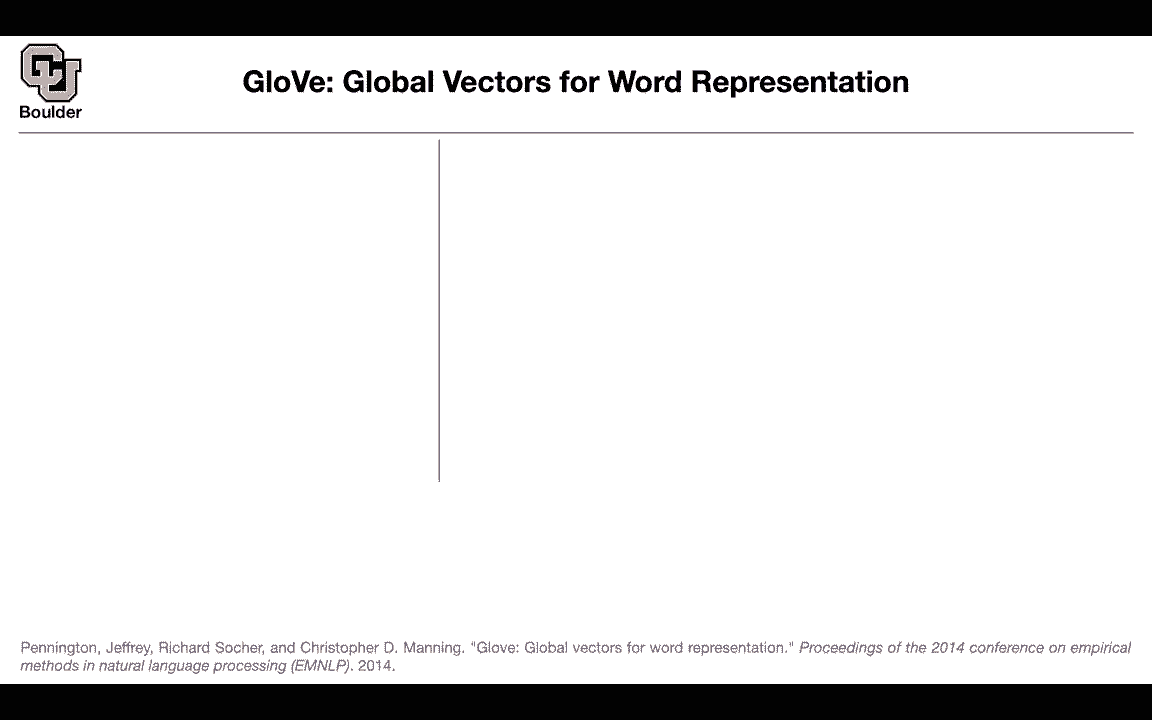 CU
Boulder
GloVe: Global Vectors for Word Representation
Pennington, Jeffrey, Richard Socher, and Christopher D. Manning. "Glove: Global vectors for word representation." Proceedings of the 2014 conference on empirical
methods in natural language processing (EMNLP). 2014.